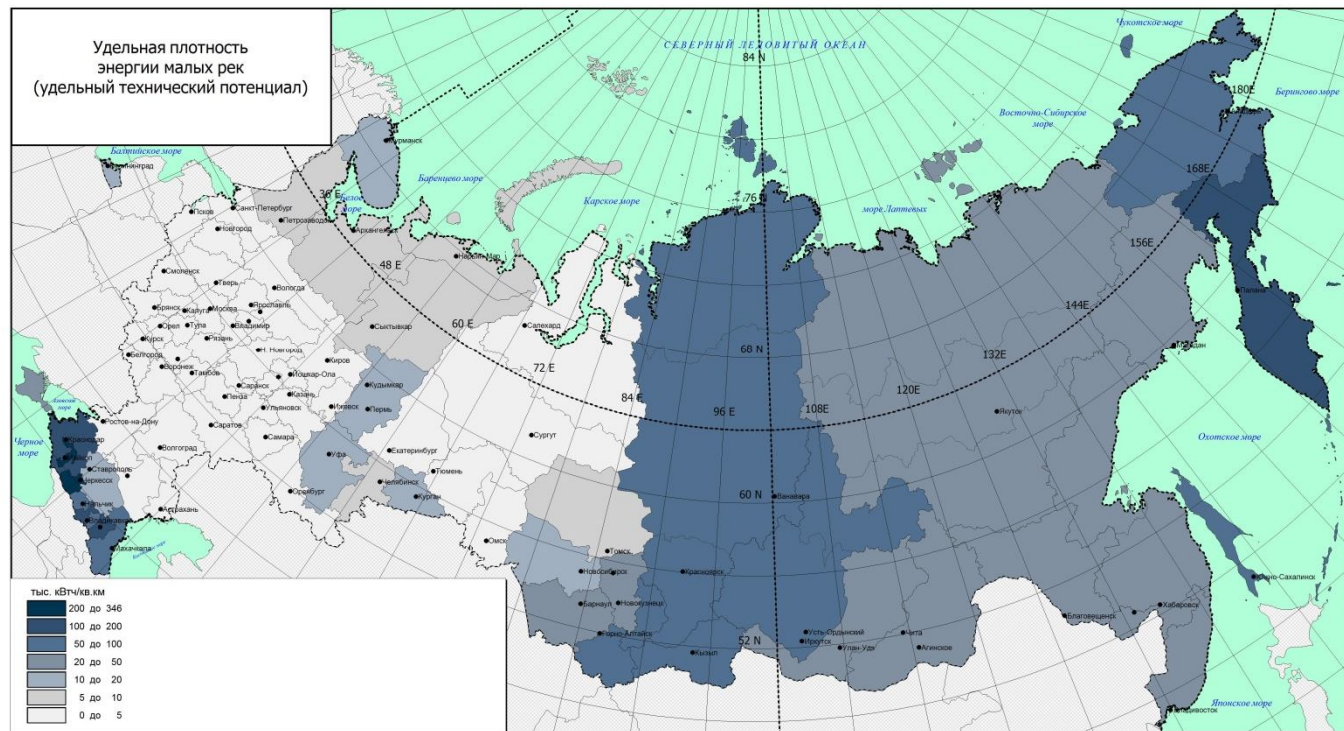 Удельная плотность
энергии малых рек
(удельный технический потенциал)
Чукотское море
СЕВЕРНЫЙ ЛЕДОВИТЫЙ ОКЕАН
84 N
180E
Берингово море
Восточно-Сибирское
море
Балтийское море
Мурманск
168E
36 E
Белое
море
Баренцево море
Карское море
76 N
море Лаптевых
Псков
Санкт-Петербург
Петрозаводск
Новгород
Архангельск
156E
Нарьян-Мар
48 E
Смоленск
Тверь
Вологда
Палана
Брянск
Калуга
Москва
Ярославль
144E
Орел
Тула
Владимир
Сыктывкар
60 E
Салехард
Курск
Рязань
Магадан
Белгород
Н. Новгород
68 N
132E
Воронеж
Тамбов
Киров
72 E
Йошкар-Ола
Саранск
Кудымкар
120E
Пенза
Казань
84 E
Азовское
море
Ульяновск
Ижевск
Пермь
96 E
108E
Якутск
Ростов-на-Дону
Саратов
Самара
Сургут
Охотское море
Черное
море
Краснодар
Волгоград
Екатеринбург
Уфа
Ставрополь
Тюмень
Черкесск
Челябинск
Оренбург
Курган
60 N
Ванавара
Нальчик
Астрахань
Владикавказ
Омск
Махачкала
Томск
Новосибирск
Красноярск
Южно-Сахалинск
тыс. кВтч/кв.км
200 до 346
100 до 200
50 до 100
20 до 50
10 до 20
5 до 10
0 до 5
Барнаул
Новокузнецк
Хабаровск
Благовещенск
Горно-Алтайск
52 N
Усть-Ордынский
Иркутск
Чита
Кызыл
Улан-Удэ
Агинское
Владивосток
Японское море